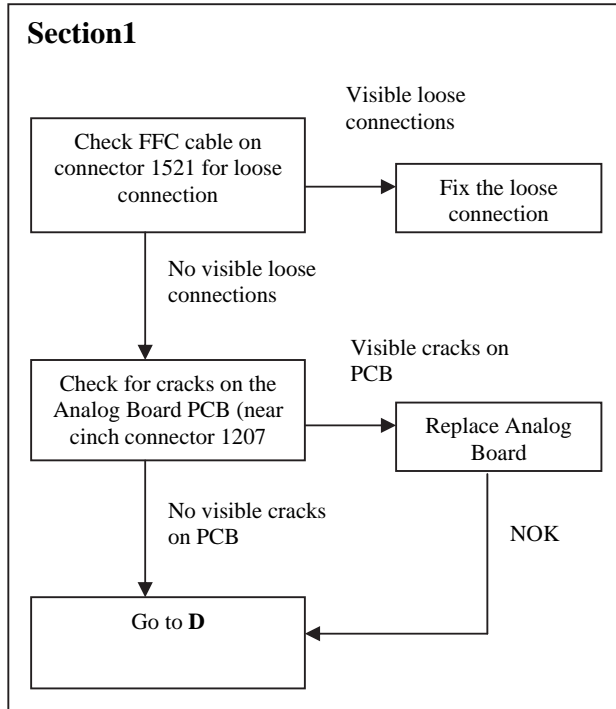 Section1
Visible loose
connections
Check FFC cable on
connector 1521 for loose
connection
Fix the loose
connection
No visible loose
connections
Visible cracks on
PCB
Check for cracks on the
Analog Board PCB (near
cinch connector 1207
Replace Analog
Board
No visible cracks
on PCB
NOK
Go to D